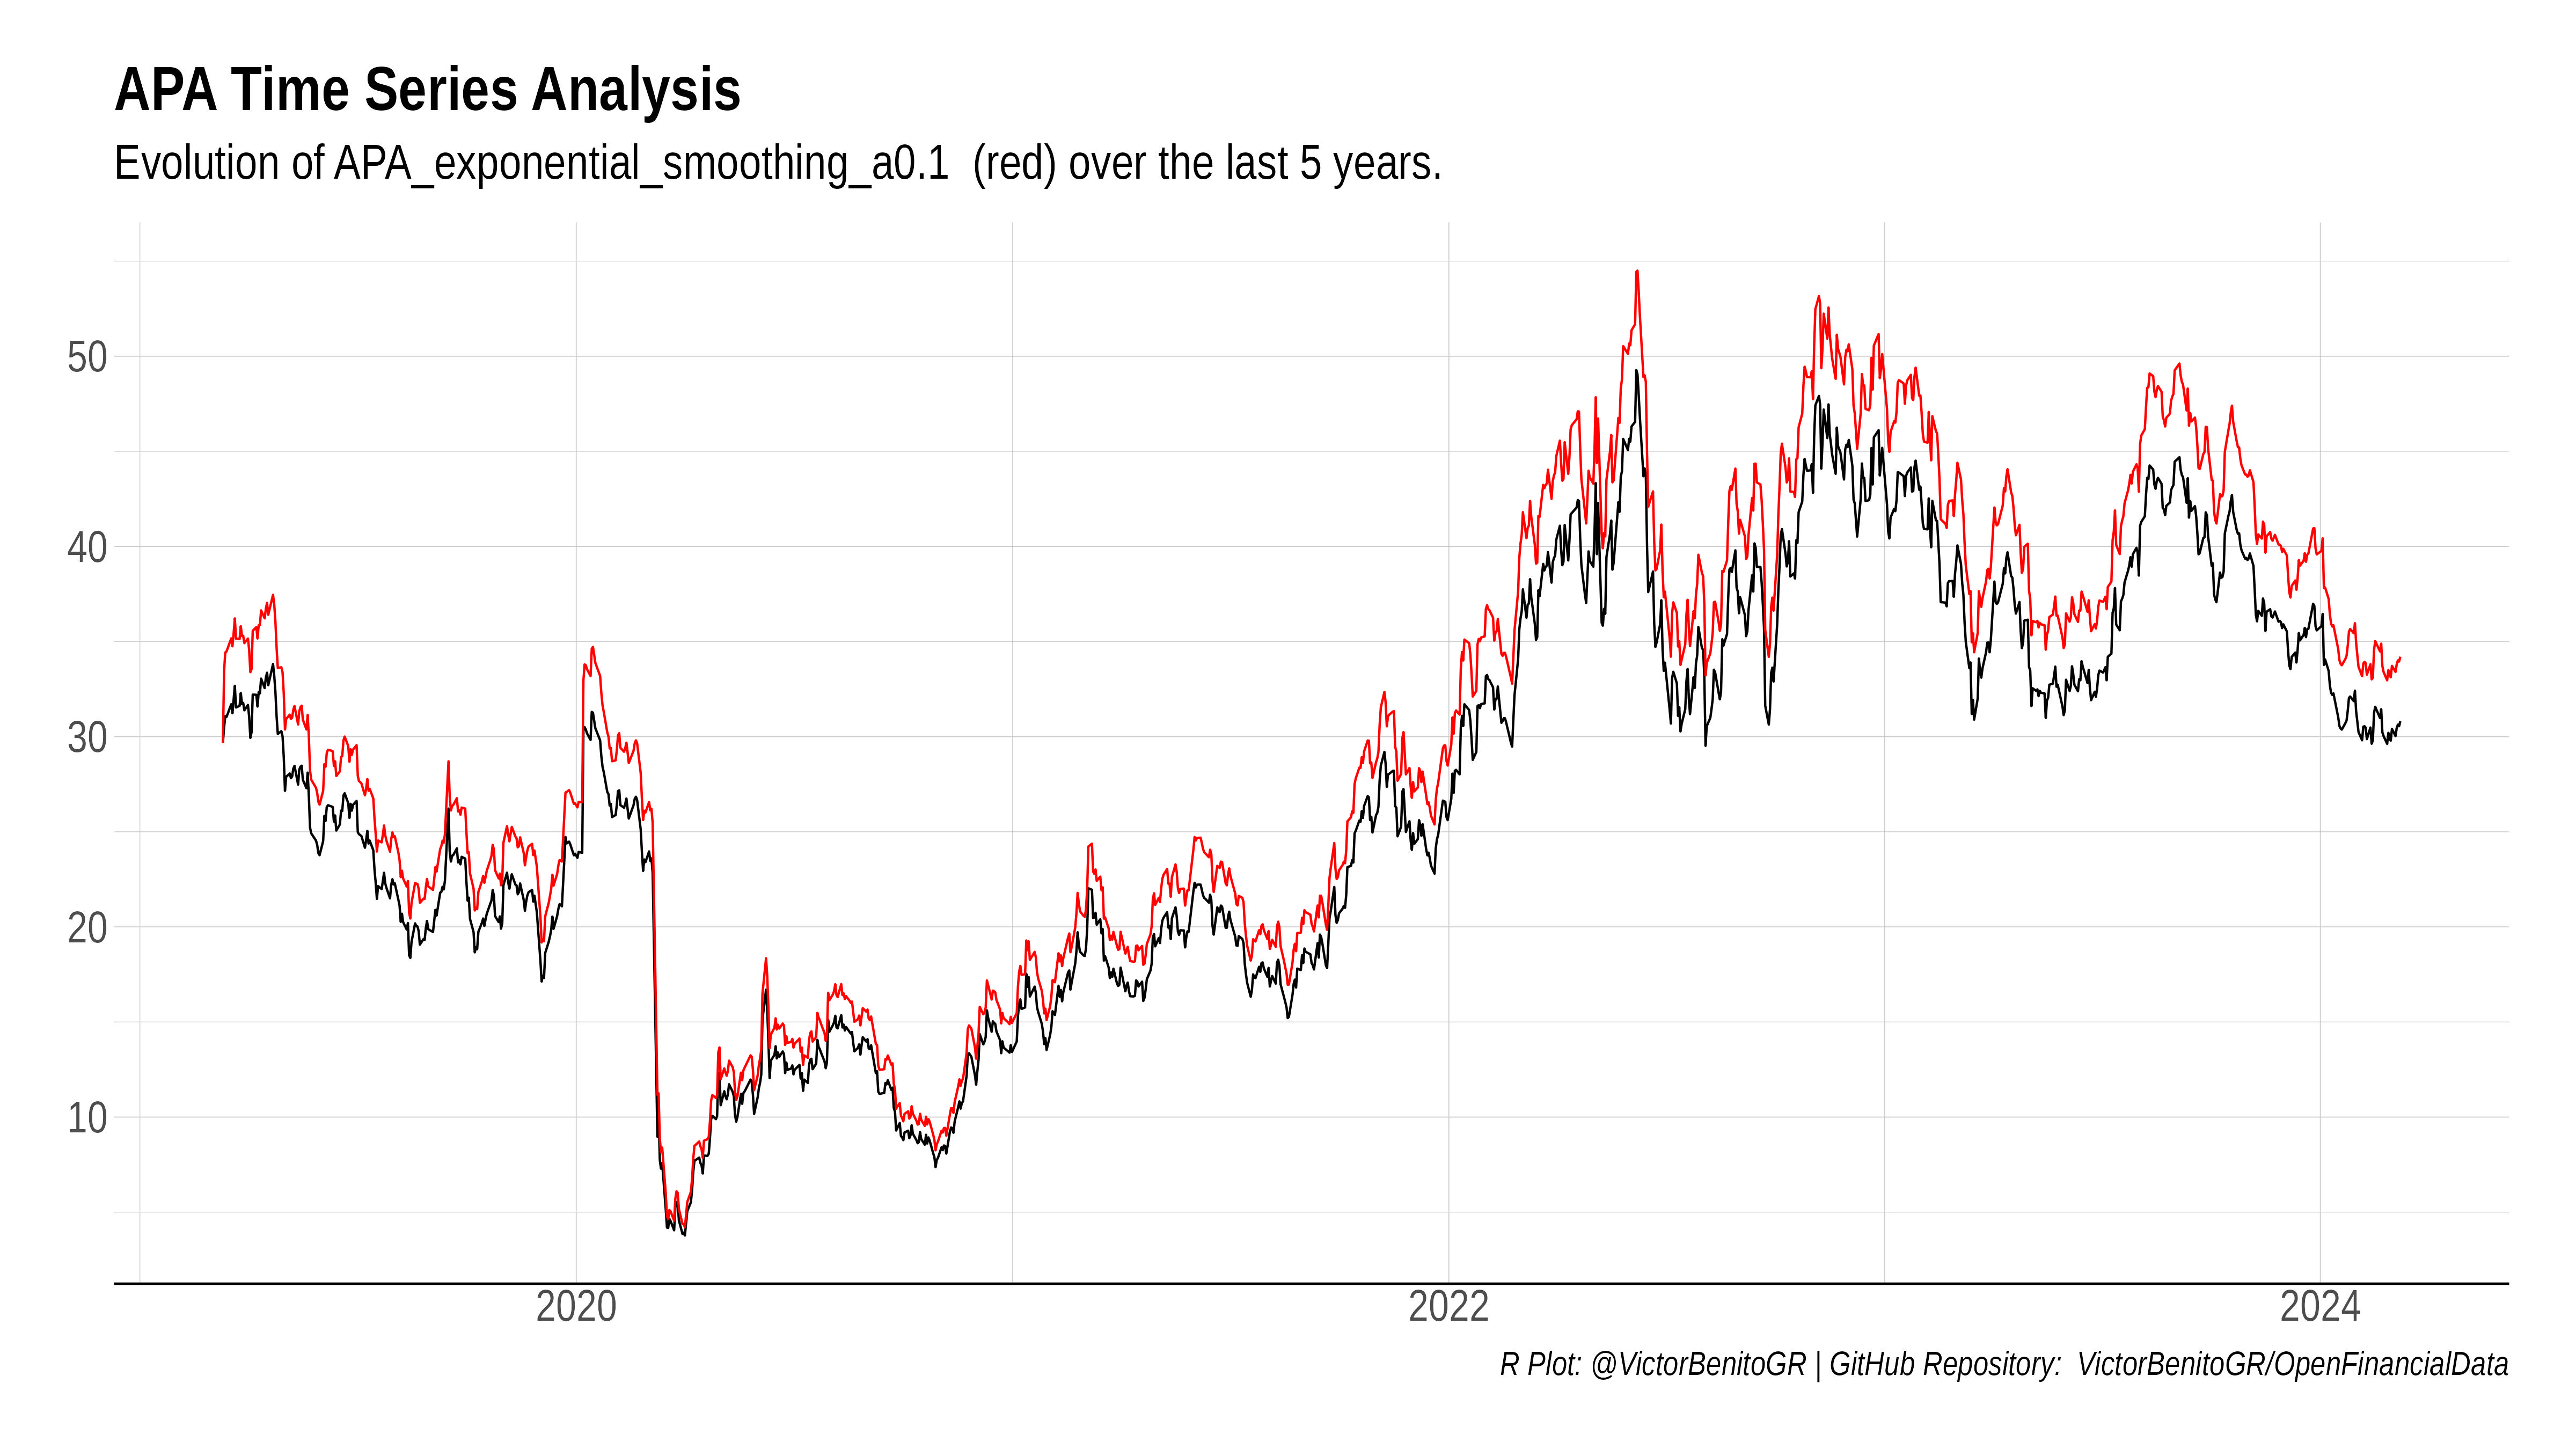 APA Time Series Analysis
Evolution of APA_exponential_smoothing_a0.1  (red) over the last 5 years.
50
40
30
20
10
2020 2022 2024
R Plot: @VictorBenitoGR | GitHub Repository:  VictorBenitoGR/OpenFinancialData